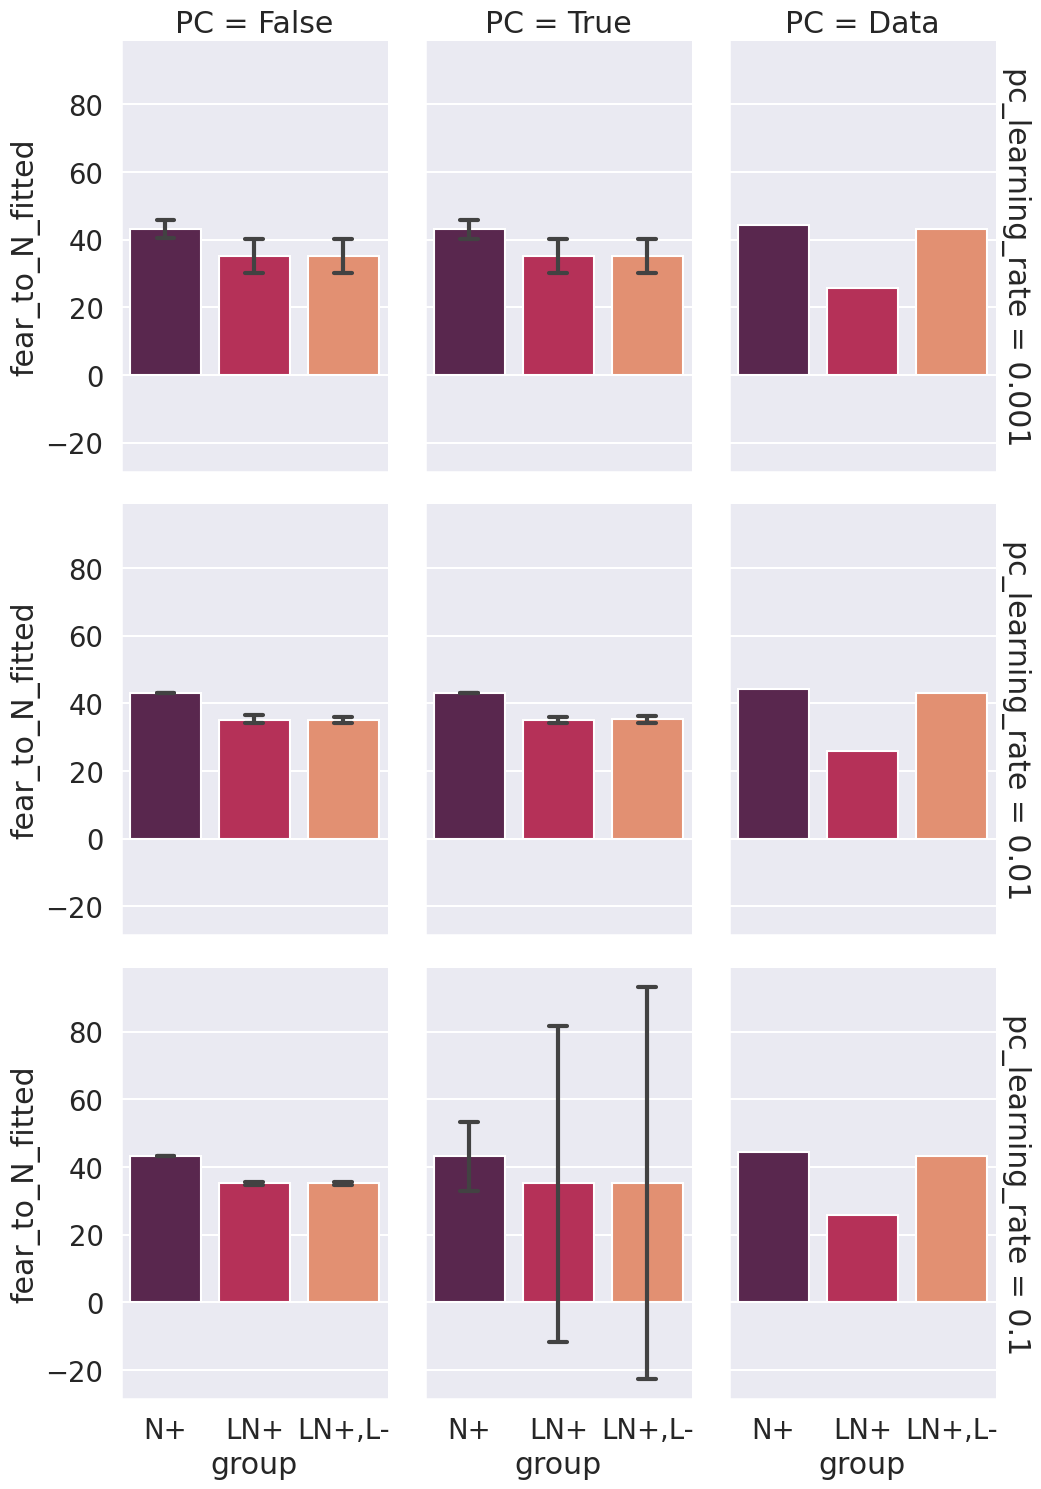 PC = False
PC = True
PC = Data
fear_to_N_fitted
80
60
40
20
0
−20
pc_learning_rate = 0.001
fear_to_N_fitted
80
60
40
20
0
−20
pc_learning_rate = 0.01
fear_to_N_fitted
80
60
40
20
0
−20
pc_learning_rate = 0.1
N+ LN+ LN+,L-
N+ LN+ LN+,L-
N+ LN+ LN+,L-
group
group
group